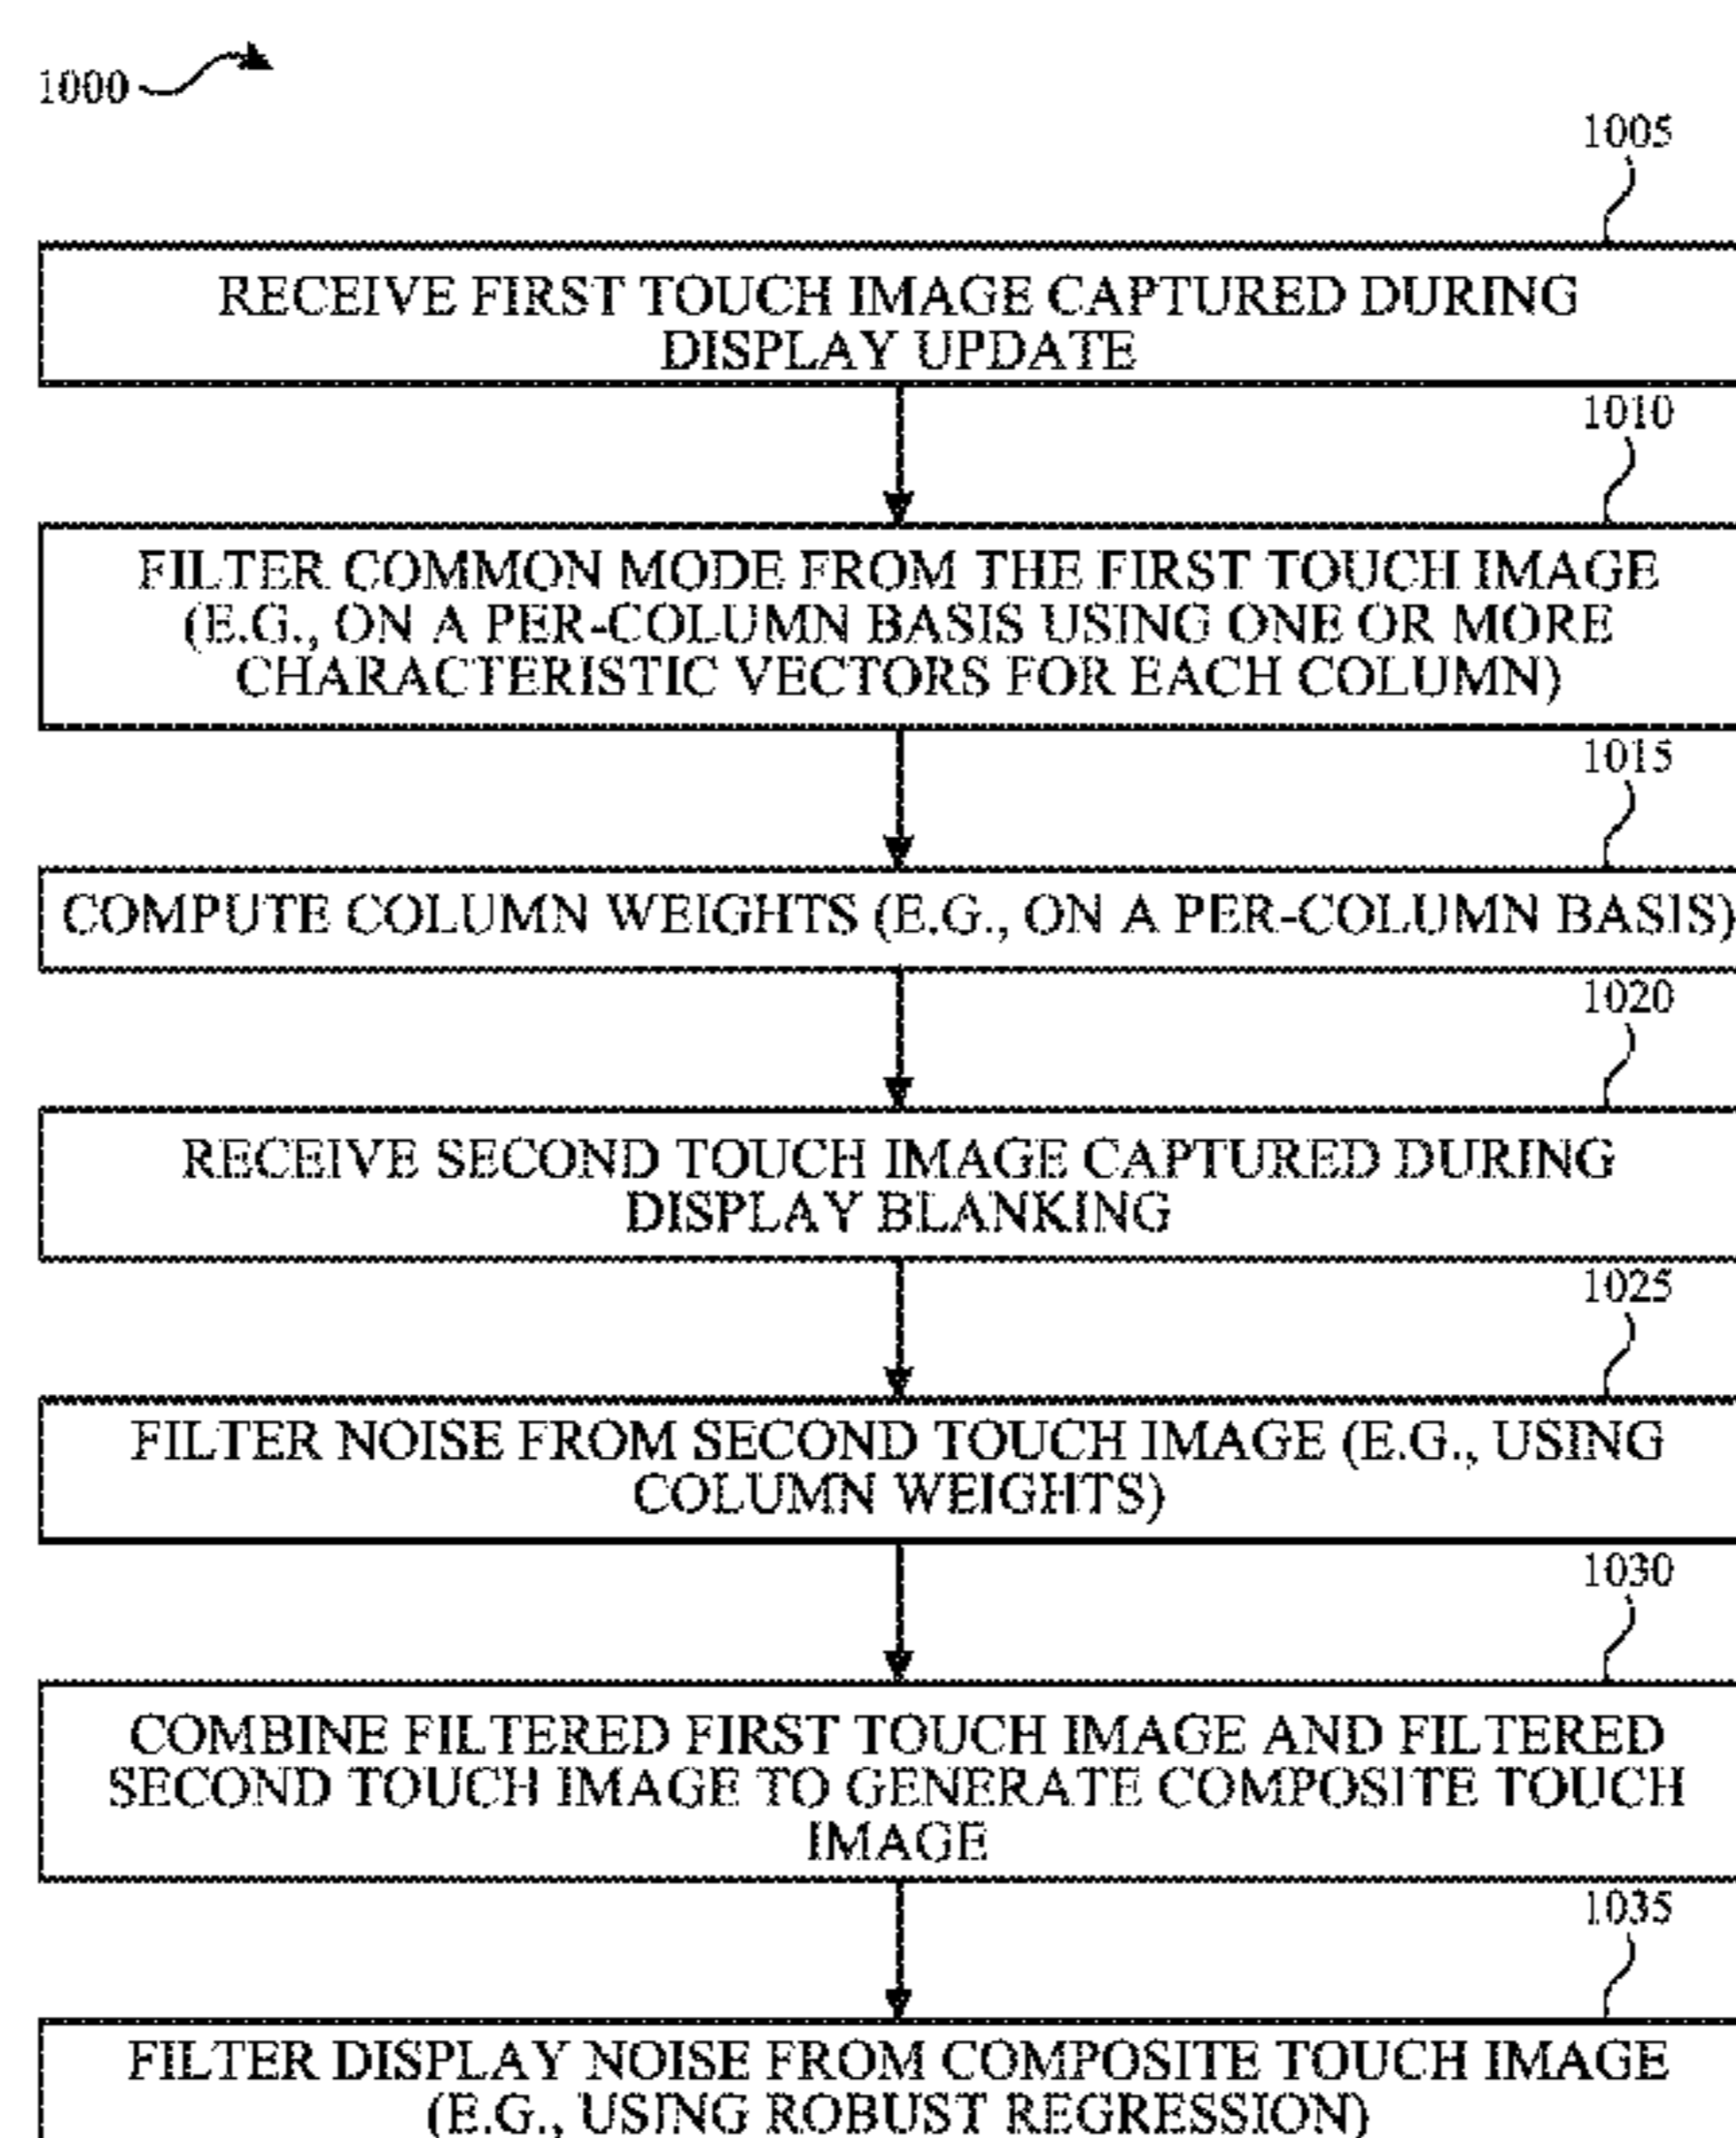 1000
1005
RECEIVE FIRST TOUCH IMAGE CAPTURED DURING
DISPLAY UPDATE
1010
FILTER COMMON MODE FROM THE FIRST TOUCH IMAGE
(E.G., ON A PER-COLUMN BASIS USING ONE OR MORE
CHARACTERISTIC VECTORS FOR EACH COLUMN)
1015
COMPUTE COLUMN WEIGHTS (E.G., ON A PER-COLUMN BASIS)
1020
RECEIVE SECOND TOUCH IMAGE CAPTURED DURING
DISPLAY BLANKING
1025
FILTER NOISE FROM SECOND TOUCH IMAGE (E.G., USING
COLUMN WEIGHTS)
1030
COMBINE FILTERED FIRST TOUCH IMAGE AND FILTERED
SECOND TOUCH IMAGE TO GENERATE COMPOSITE TOUCH
IMAGE
1035
FILTER DISPLAY NOISE FROM COMPOSITE TOUCH IMAGE
(E.G., USING ROBUST REGRESSION)